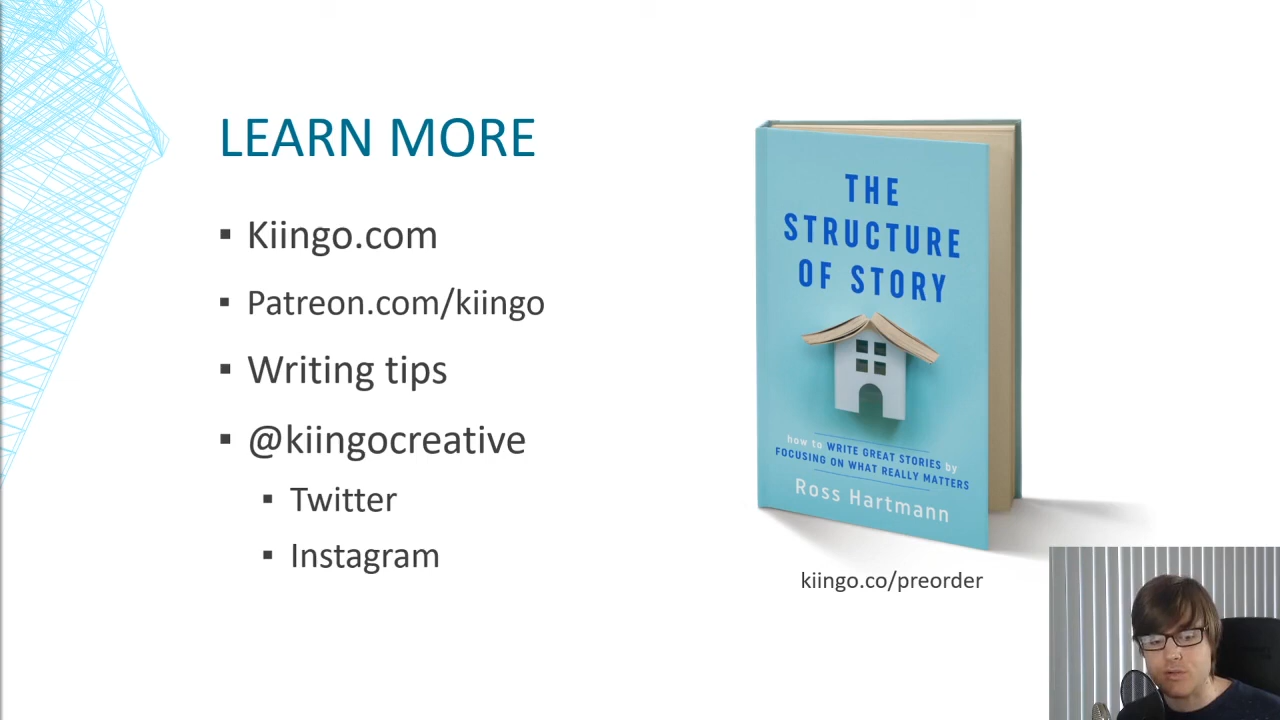 LEARN MORE
Kiingo.com
Patreon.com/kiingo
Writing tips
@kiingocreative
Twitter
Instagram
THE
STRUCTURE
OF STORY
how to WRITE GREAT STORIES by
FOCUSING ON WHAT REALLY MATTERS
Ross Hartmann
kiingo.co/preorder